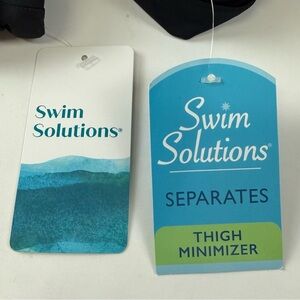 Swim
Solutions®
Swim
Solutions®
SEPARATES
THIGH
MINIMIZER